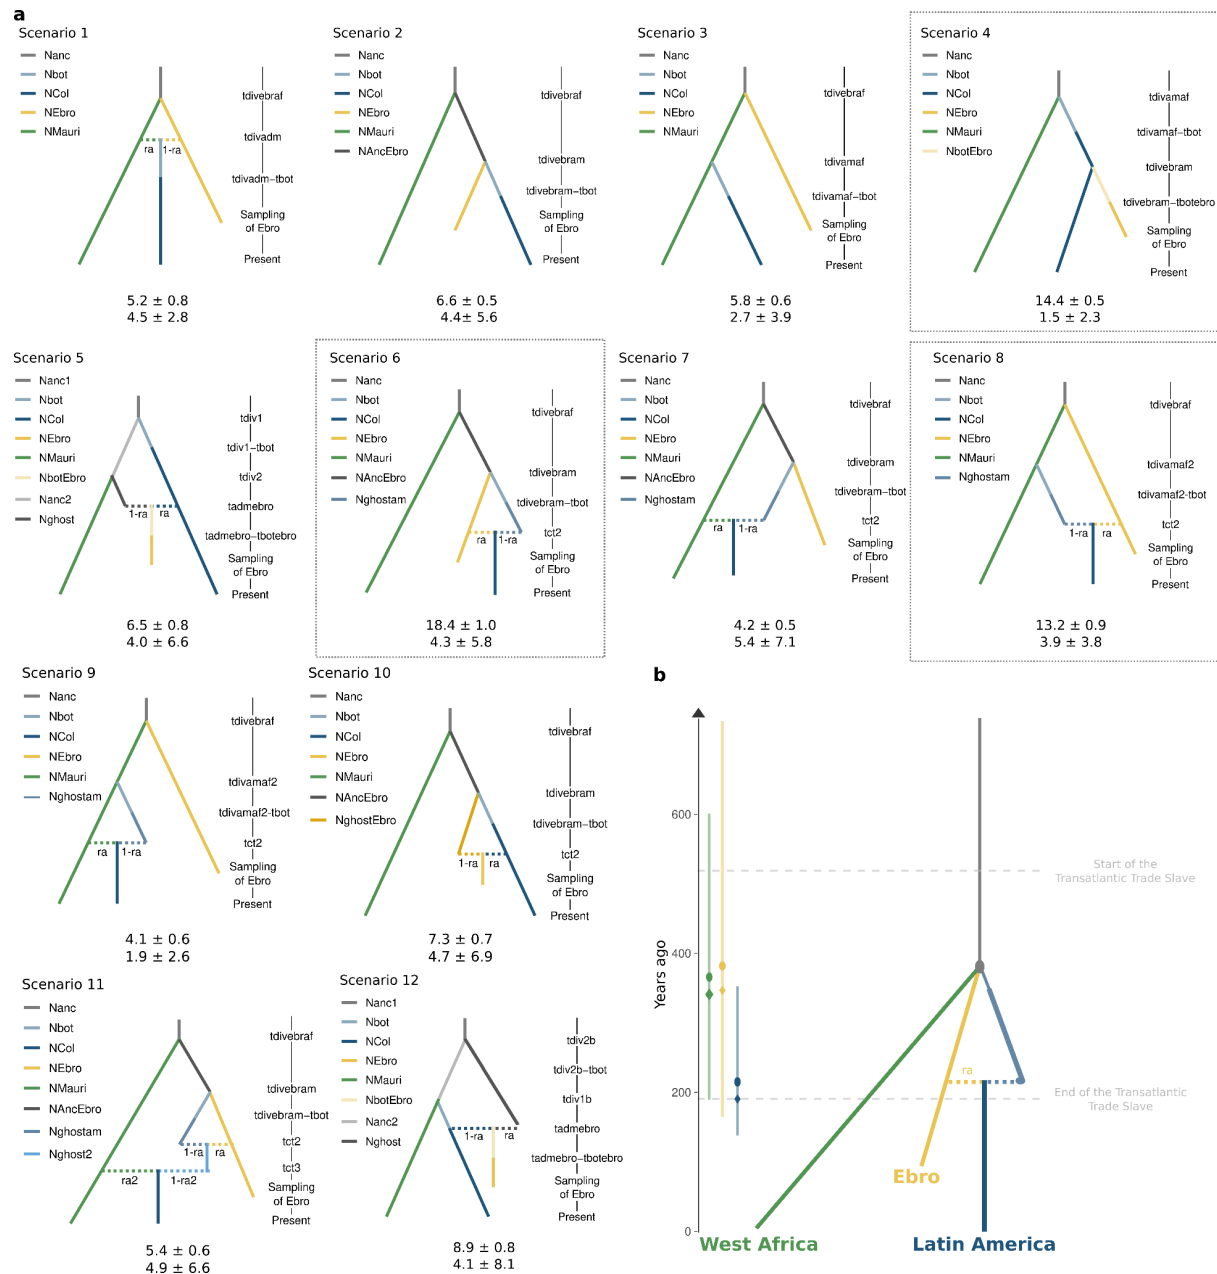 a
Scenario 1
Nanc
Nbot
NCol
NEbro
NMauri
ra
1-ra
tdivebraf
tdivadm
tdivadm-tbot
Sampling
of Ebro
Present
5.2 ± 0.8
4.5 ± 2.8
Scenario 2
Nanc
Nbot
NCol
NEbro
NMauri
NAncEbro
tdivebraf
tdivebram
tdivebram-tbot
Sampling
of Ebro
Present
6.6 ± 0.5
4.4± 5.6
Scenario 3
Nanc
Nbot
NCol
NEbro
NMauri
tdivebraf
tdivamaf
tdivamaf-tbot
Sampling
of Ebro
Present
5.8 ± 0.6
2.7 ± 3.9
Scenario 4
Nanc
Nbot
NCol
NEbro
NMauri
NbotEbro
tdivamaf
tdivamaf-tbot
tdivebram
tdivebram-tbotebro
Sampling
of Ebro
Present
14.4 ± 0.5
1.5 ± 2.3
Scenario 5
Nanc1
Nbot
NCol
NEbro
NMauri
NbotEbro
Nanc2
Nghost
1-ra
ra
tdiv1
tdiv1-tbot
tdiv2
tadmebro
tadmebro-tbotebro
Sampling
of Ebro
Present
6.5 ± 0.8
4.0 ± 6.6
Scenario 6
Nanc
Nbot
NCol
NEbro
NMauri
NAncEbro
Nghostam
ra
1-ra
tdivebraf
tdivebram
tdivebram-tbot
tct2
Sampling
of Ebro
Present
18.4 ± 1.0
4.3 ± 5.8
Scenario 7
Nanc
Nbot
NCol
NEbro
NMauri
NAncEbro
Nghostam
ra
1-ra
tdivebraf
tdivebram
tdivebram-tbot
tct2
Sampling
of Ebro
Present
4.2 ± 0.5
5.4 ± 7.1
Scenario 8
Nanc
Nbot
NCol
NEbro
NMauri
Nghostam
1-ra
ra
tdivebraf
tdivamaf2
tdivamaf2-tbot
tct2
Sampling
of Ebro
Present
13.2 ± 0.9
3.9 ± 3.8
Scenario 9
Nanc
Nbot
NCol
NEbro
NMauri
Nghostam
ra
1-ra
tdivebraf
tdivamaf2
tdivamaf2-tbot
tct2
Sampling
of Ebro
Present
4.1 ± 0.6
1.9 ± 2.6
Scenario 10
Nanc
Nbot
NCol
NEbro
NMauri
NAncEbro
NghostEbro
1-ra
ra
tdivebraf
tdivebram
tdivebram-tbot
tct2
Sampling
of Ebro
Present
7.3 ± 0.7
4.7 ± 6.9
Scenario 11
Nanc
Nbot
NCol
NEbro
NMauri
NAncEbro
Nghostam
Nghost2
1-ra
ra
ra2
1-ra2
tdivebraf
tdivebram
tdivebram-tbot
tct2
tct3
Sampling
of Ebro
Present
5.4 ± 0.6
4.9 ± 6.6
Scenario 12
Nanc1
Nbot
NCol
NEbro
NMauri
NbotEbro
Nanc2
Nghost
1-ra
ra
tdiv2b
tdiv2b-tbot
tdiv1b
tadmebro
tadmebro-tbotebro
Sampling
of Ebro
Present
8.9 ± 0.8
4.1 ± 8.1
b
Years ago
600
400
200
0
Start of the
Transatlantic Trade Slave
ra
End of the Transatlantic
Trade Slave
Ebro
West Africa
Latin America